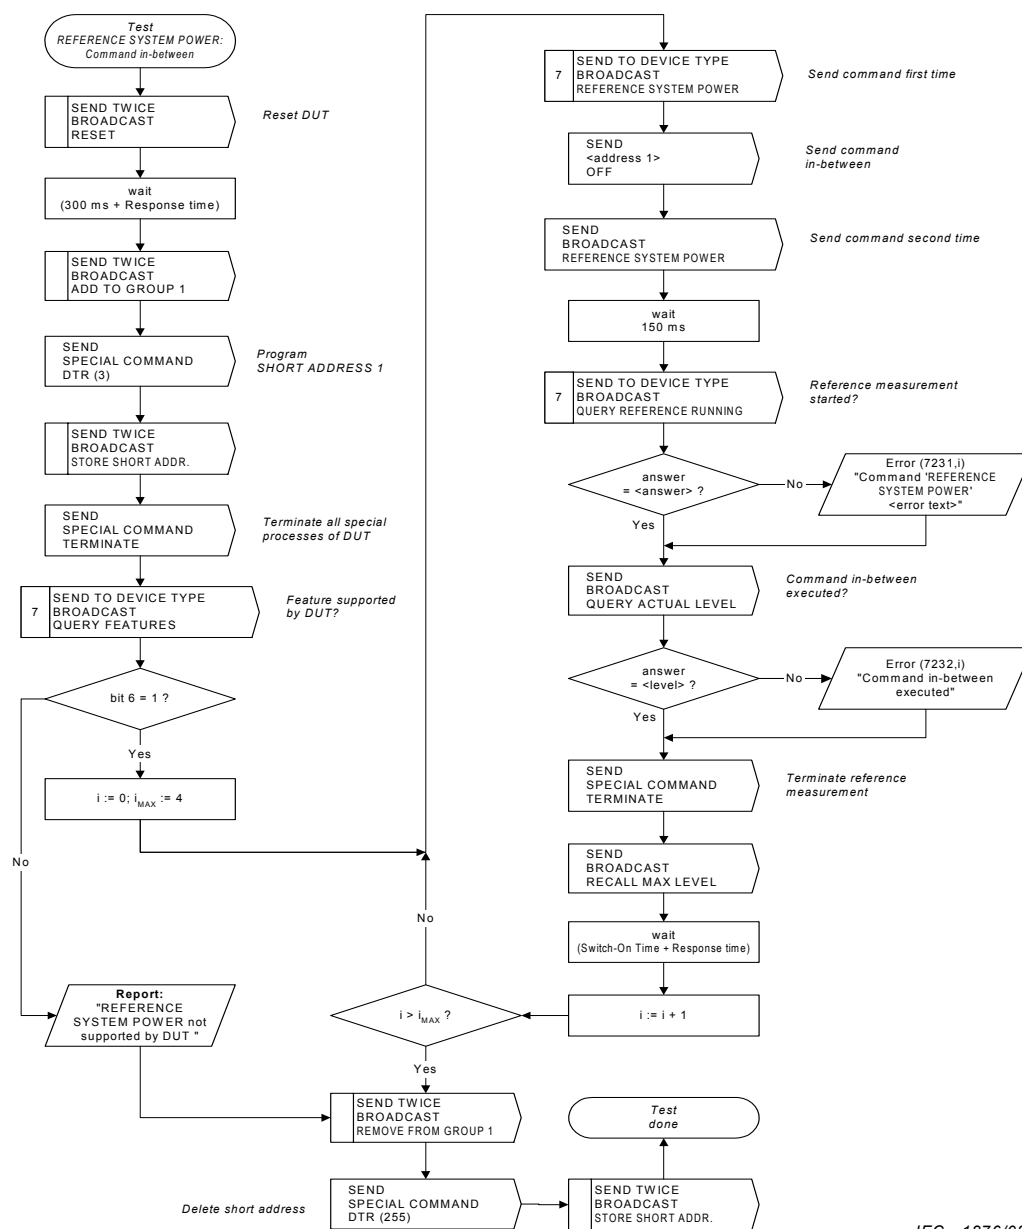 Test
REFERENCE SYSTEM POWER:
Command in-between
SEND TWICE
BROADCAST
RESET
Reset DUT
wait
(300 ms + Response time)
SEND TWICE
BROADCAST
ADD TO GROUP 1
SEND
SPECIAL COMMAND
DTR (3)
Program
SHORT ADDRESS 1
SEND TWICE
BROADCAST
STORE SHORT ADDR.
SEND
SPECIAL COMMAND
TERMINATE
Terminate all special
processes of DUT
7
SEND TO DEVICE TYPE
BROADCAST
QUERY FEATURES
Feature supported
by DUT?
bit 6 = 1 ?
Yes
i := 0; iMAX := 4
No
Report:
"REFERENCE
SYSTEM POWER not
supported by DUT "
7
SEND TO DEVICE TYPE
BROADCAST
REFERENCE SYSTEM POWER
Send command first time
SEND
<address 1>
OFF
Send command
in-between
SEND
BROADCAST
REFERENCE SYSTEM POWER
Send command second time
wait
150 ms
7
SEND TO DEVICE TYPE
BROADCAST
QUERY REFERENCE RUNNING
Reference measurement
started?
answer
= <answer> ?
No
Error (7231,i)
"Command 'REFERENCE
SYSTEM POWER'
<error text>"
Yes
SEND
BROADCAST
QUERY ACTUAL LEVEL
Command in-between
executed?
answer
= <level> ?
No
Error (7232,i)
"Command in-between
executed"
Yes
SEND
SPECIAL COMMAND
TERMINATE
Terminate reference
measurement
SEND
BROADCAST
RECALL MAX LEVEL
wait
(Switch-On Time + Response time)
i := i + 1
i > iMAX ?
No
Yes
SEND TWICE
BROADCAST
REMOVE FROM GROUP 1
Delete short address
SEND
SPECIAL COMMAND
DTR (255)
SEND TWICE
BROADCAST
STORE SHORT ADDR.
Test
done